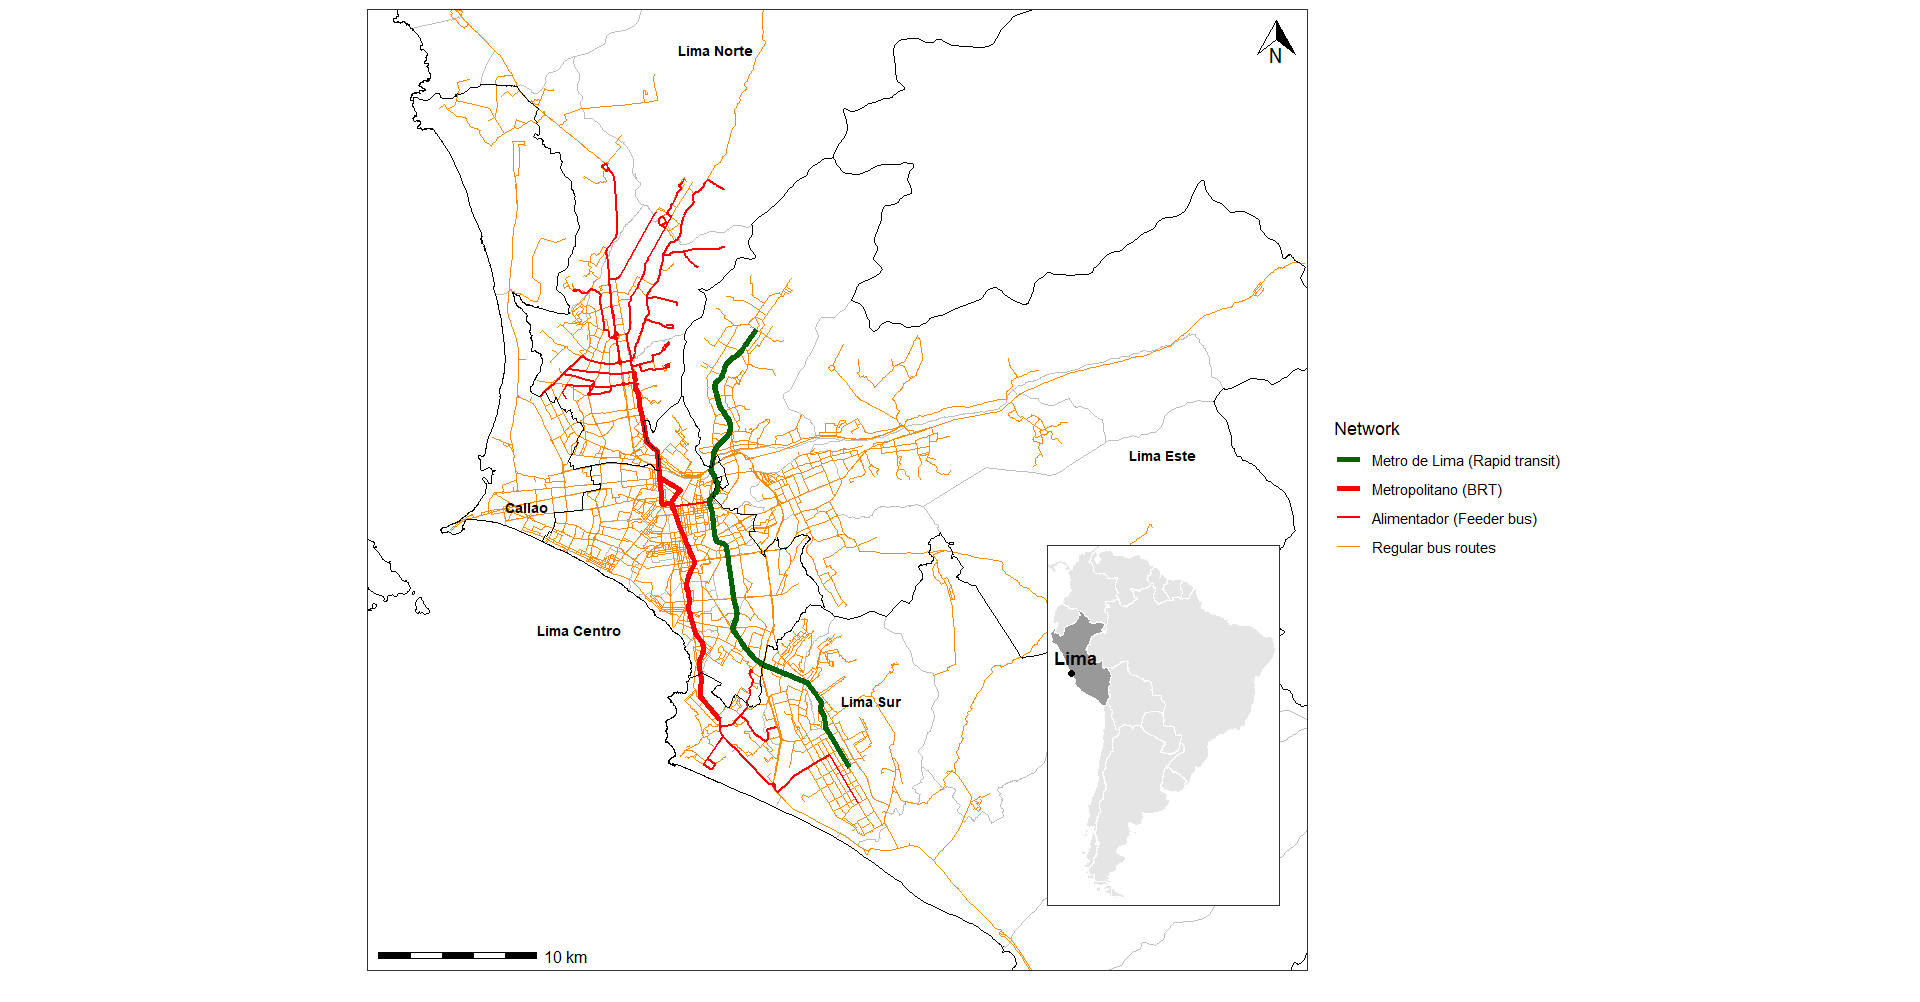 Lima Norte
N
Lima Este
Callao
Lima Centro
Lima Sur
Lima
10 km
Network
Metro de Lima (Rapid transit)
Metropolitano (BRT)
Alimentador (Feeder bus)
Regular bus routes